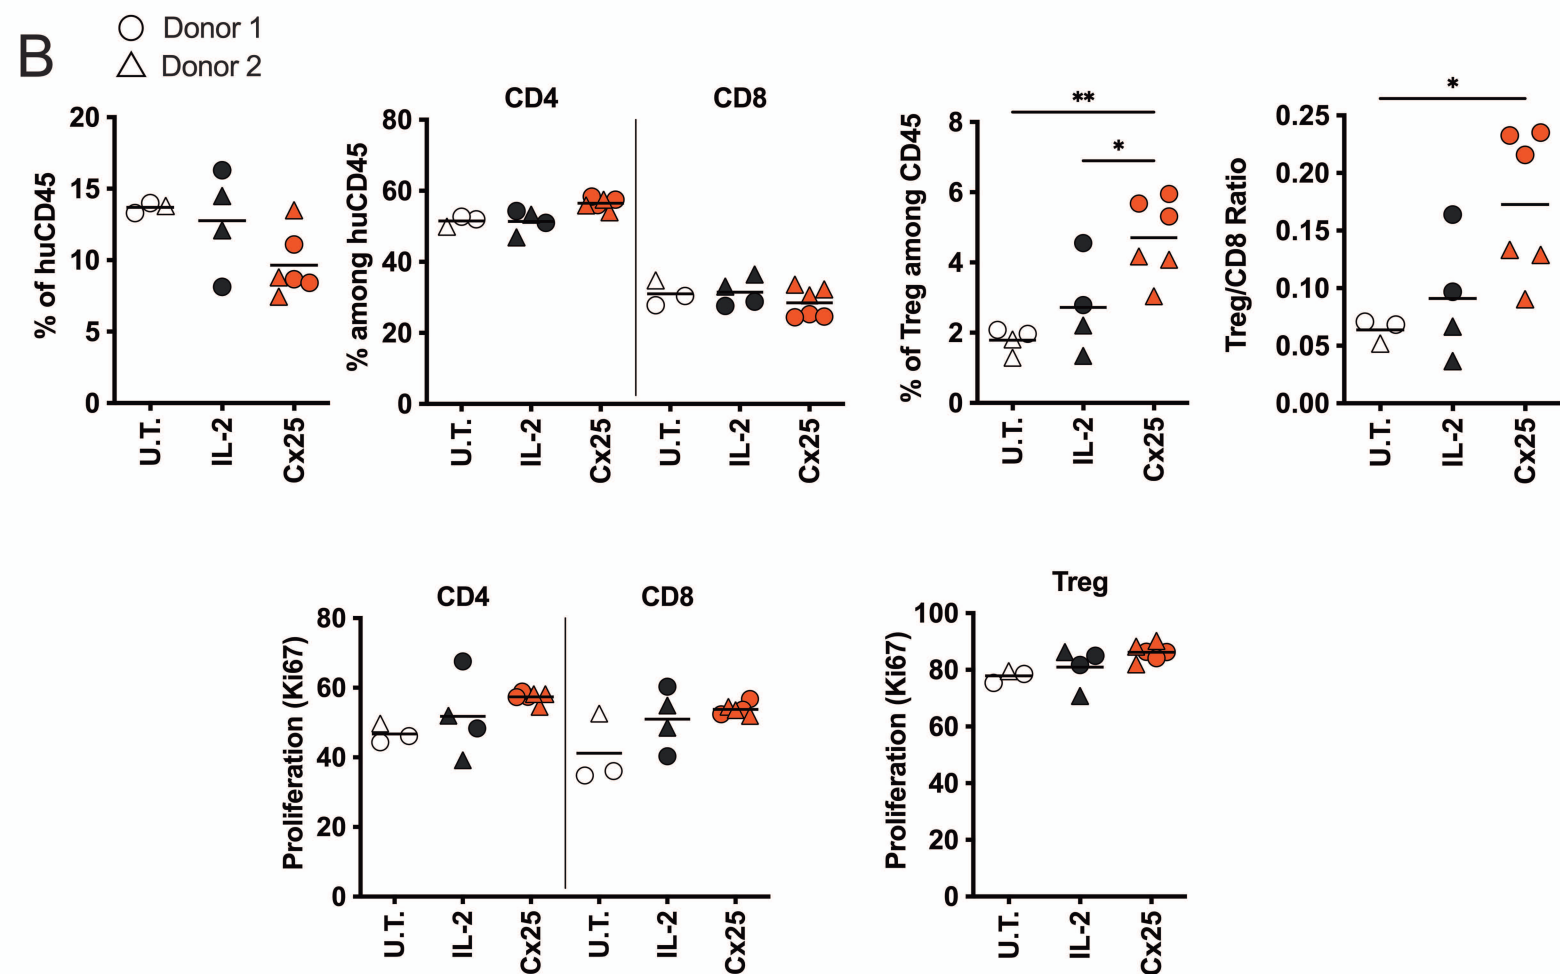 B
Donor 1
Donor 2
% of huCD45
20
15
10
5
0
U.T.
IL-2
Cx25
CD4
CD8
% among huCD45
80
60
40
20
0
U.T.
IL-2
Cx25
U.T.
IL-2
Cx25
% of Treg among CD45
8
6
4
2
0
**
*
U.T.
IL-2
Cx25
Treg/CD8 Ratio
0.25
0.20
0.15
0.10
0.05
0.00
*
U.T.
IL-2
Cx25
CD4
CD8
Proliferation (Ki67)
80
60
40
20
0
U.T.
IL-2
Cx25
U.T.
IL-2
Cx25
Treg
Proliferation (Ki67)
100
80
60
40
20
0
U.T.
IL-2
Cx25